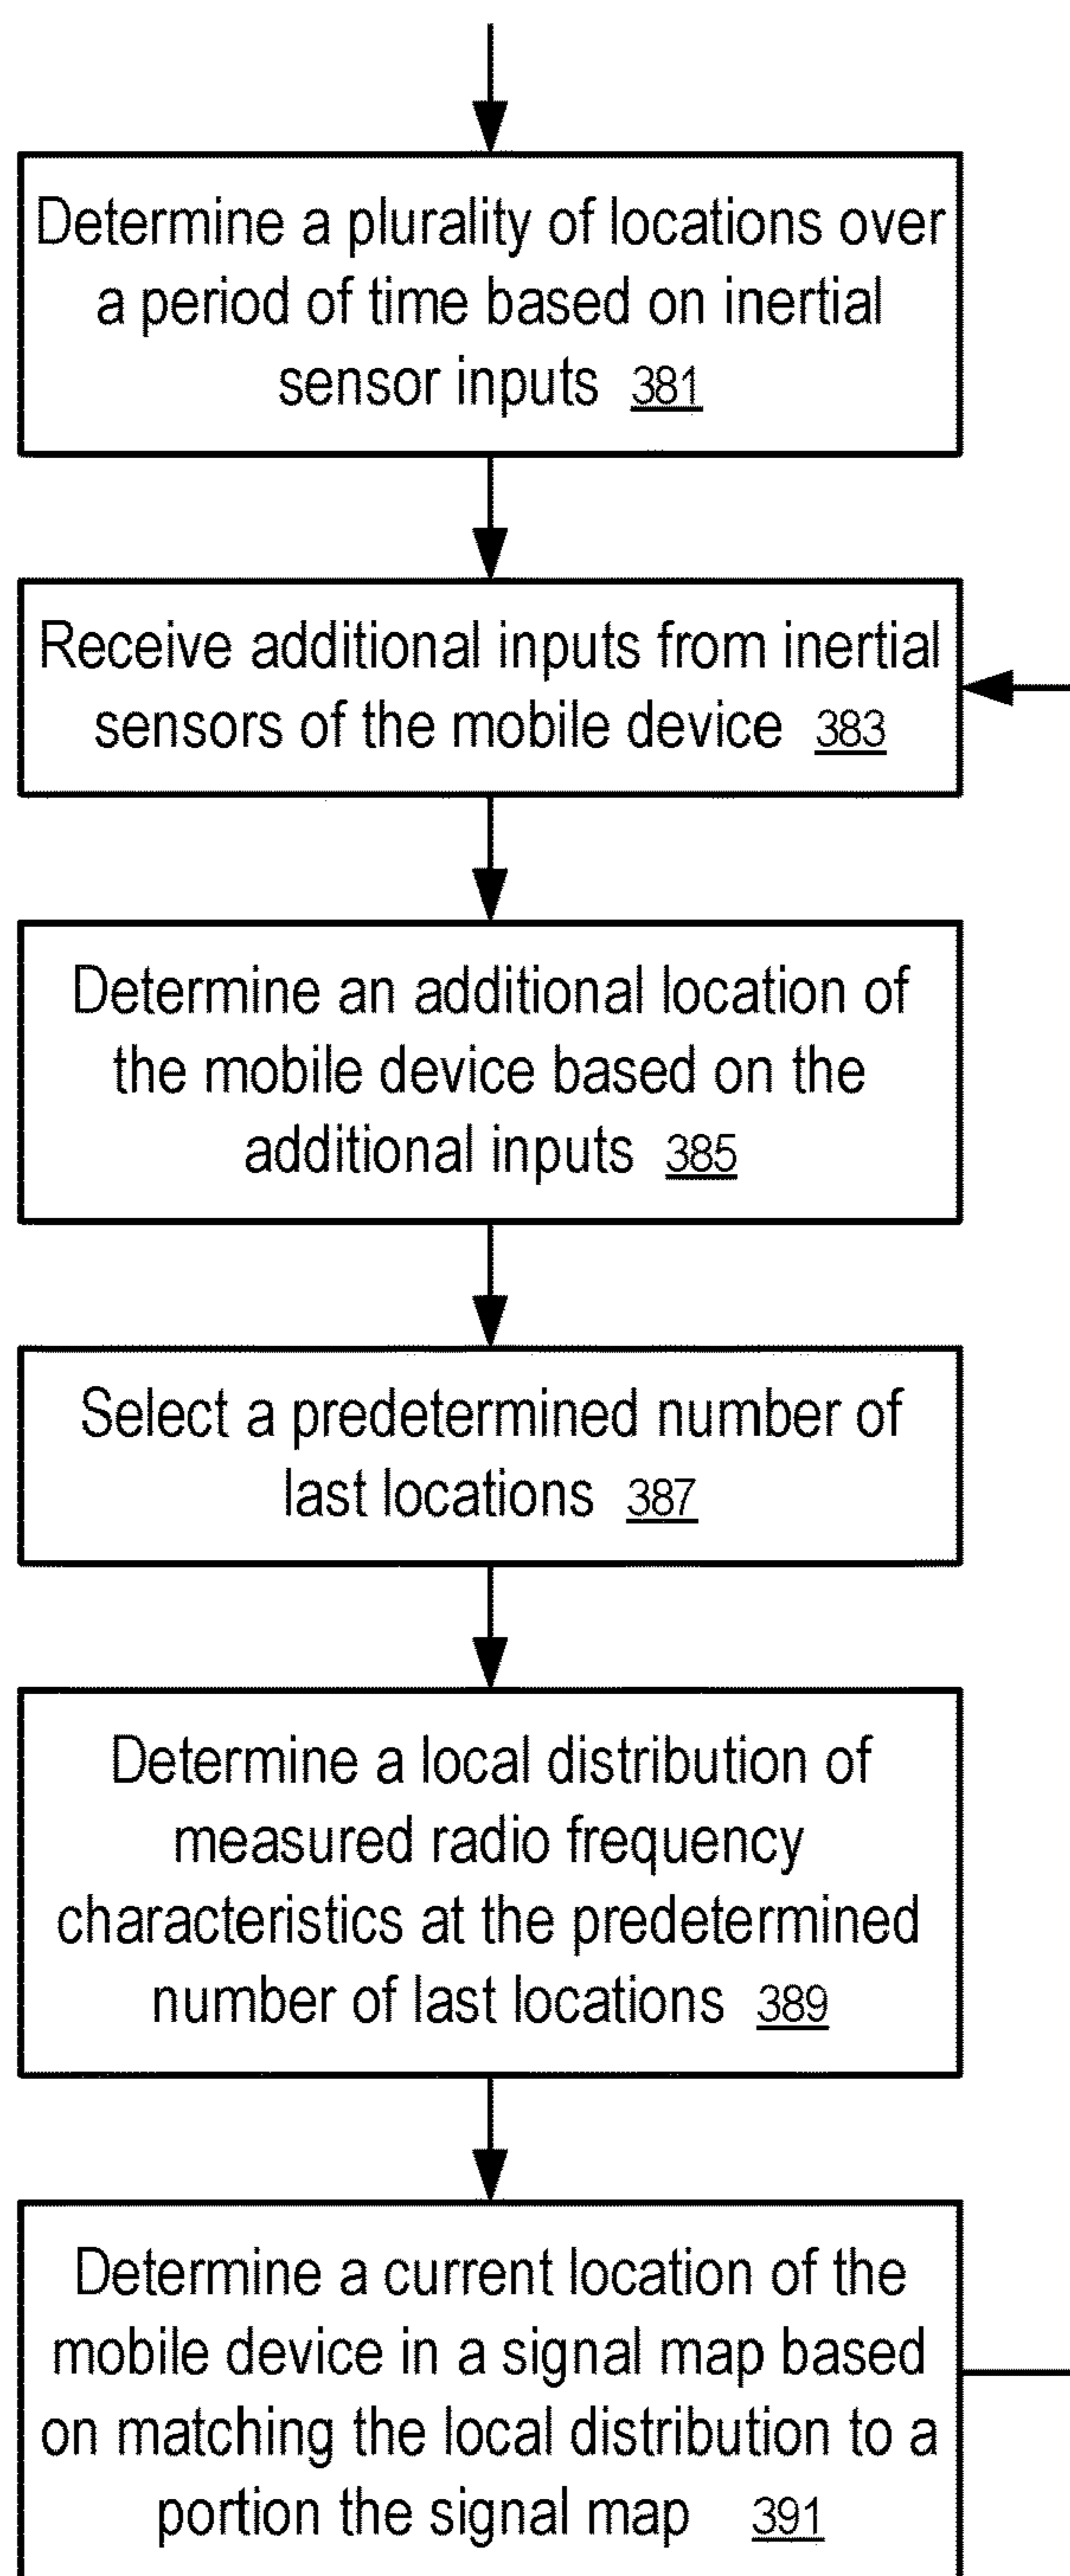 Determine a plurality of locations over
a period of time based on inertial
sensor inputs 381
Receive additional inputs from inertial
sensors of the mobile device 383
Determine an additional location of
the mobile device based on the
additional inputs 385
Select a predetermined number of
last locations 387
Determine a local distribution of
measured radio frequency
characteristics at the predetermined
number of last locations 389
Determine a current location of the
mobile device in a signal map based
on matching the local distribution to a
portion the signal map 391